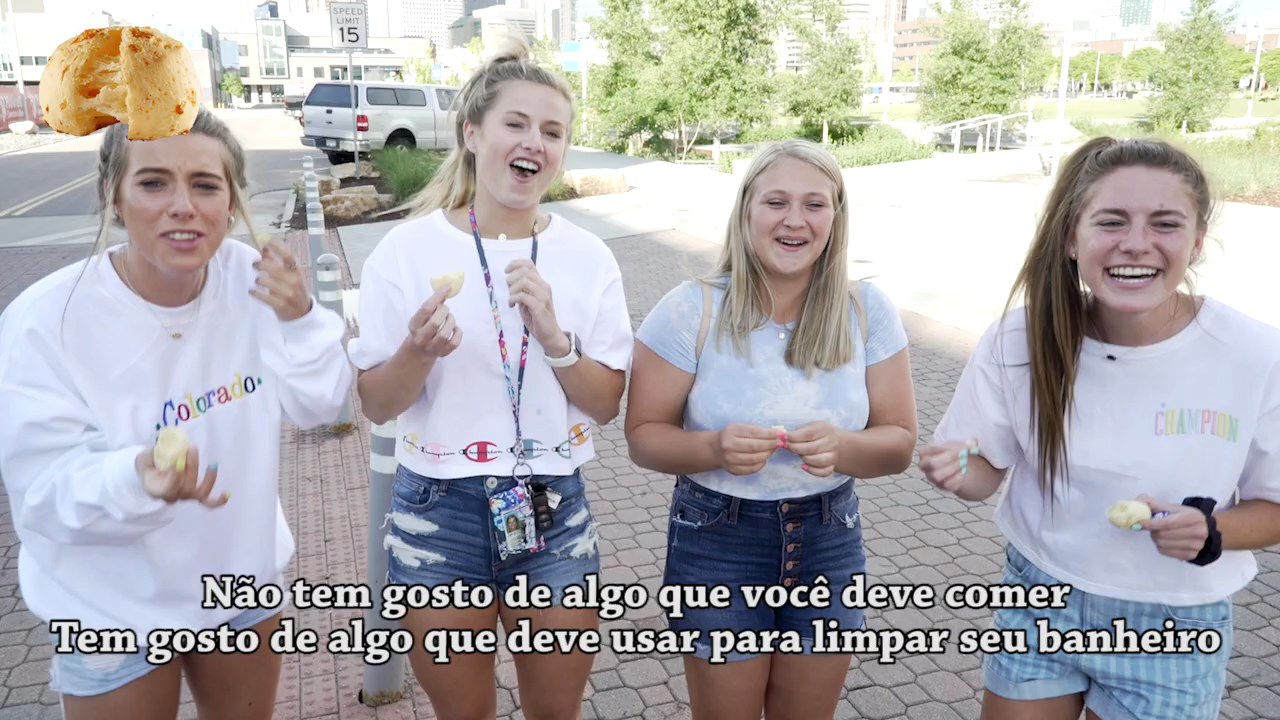 SPEED
LIMIT
15
Colorado.
Champion
CHAMPION
Não tem gosto de algo que você deve comer
Tem gosto de algo que deve usar para limpar seu banheiro